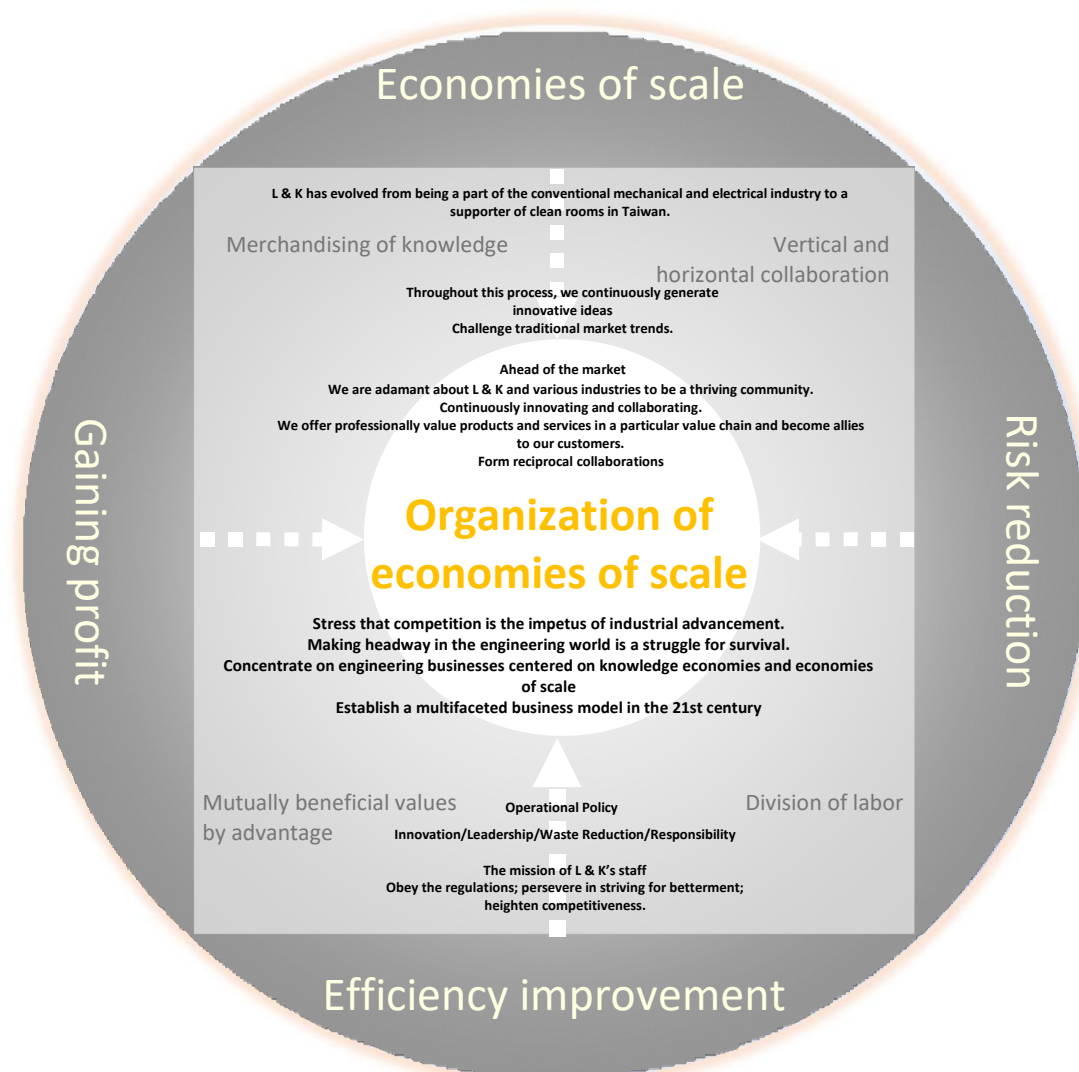 Economies of scale
L & K has evolved from being a part of the conventional mechanical and electrical industry to a
supporter of clean rooms in Taiwan.
Merchandising of knowledge
Vertical and
horizontal collaboration
Throughout this process, we continuously generate
innovative ideas
Challenge traditional market trends.
Ahead of the market
We are adamant about L & K and various industries to be a thriving community.
Continuously innovating and collaborating.
We offer professionally value products and services in a particular value chain and become allies
to our customers.
Form reciprocal collaborations
Gaining profit
Risk reduction
Organization of
economies of scale
Stress that competition is the impetus of industrial advancement.
Making headway in the engineering world is a struggle for survival.
Concentrate on engineering businesses centered on knowledge economies and economies
of scale
Establish a multifaceted business model in the 21st century
Mutually beneficial values
by advantage
Division of labor
Operational Policy
Innovation/Leadership/Waste Reduction/Responsibility
The mission of L & K’s staff
Obey the regulations; persevere in striving for betterment;
heighten competitiveness.
Efficiency improvement